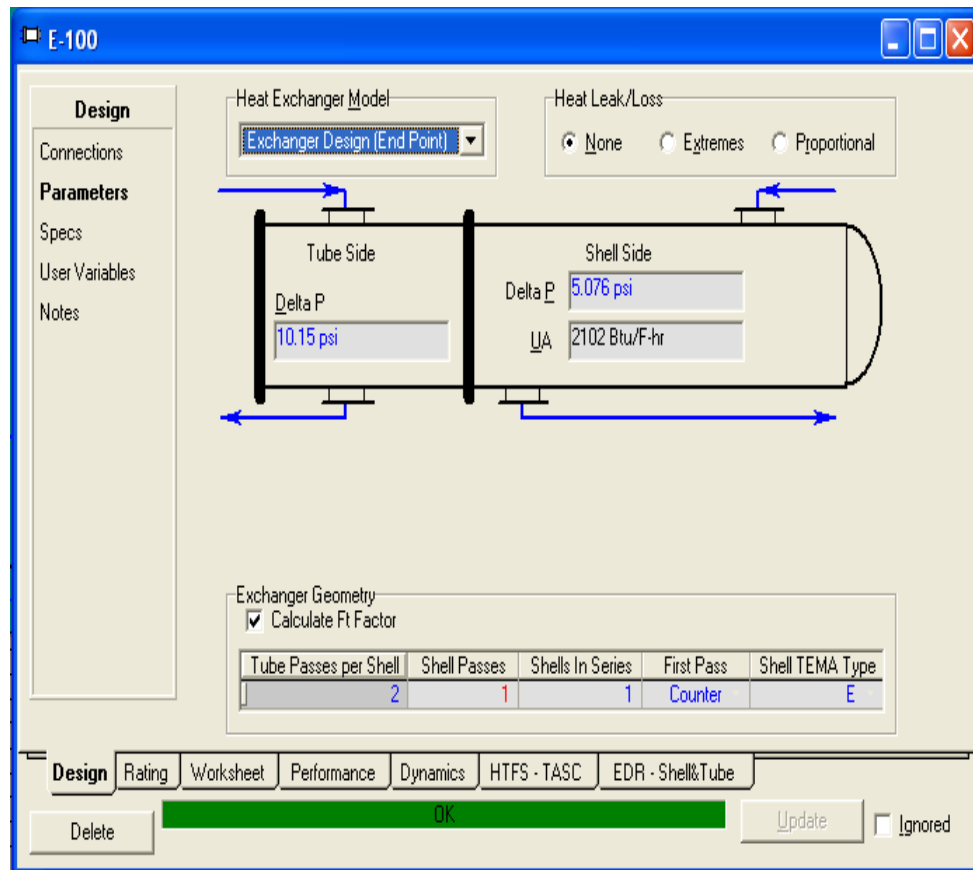 E-100
Design
Connections
Parameters
Specs
User Variables
Notes
Heat Exchanger Model
Exchanger Design (End Point)
Heat Leak/Loss
None Extremes Proportional
Tube Side
Delta P
10.15 psi
Shell Side
Delta P 5.076 psi
UA 2102 Btu/F-hr
Exchanger Geometry
Calculate Ft Factor
Tube Passes per Shell Shell Passes Shells In Series First Pass Shell TEMA Type
2 1 1 Counter E
Design Rating Worksheet Performance Dynamics HTFS - TASC EDR - Shell&Tube
Delete OK Update Ignored